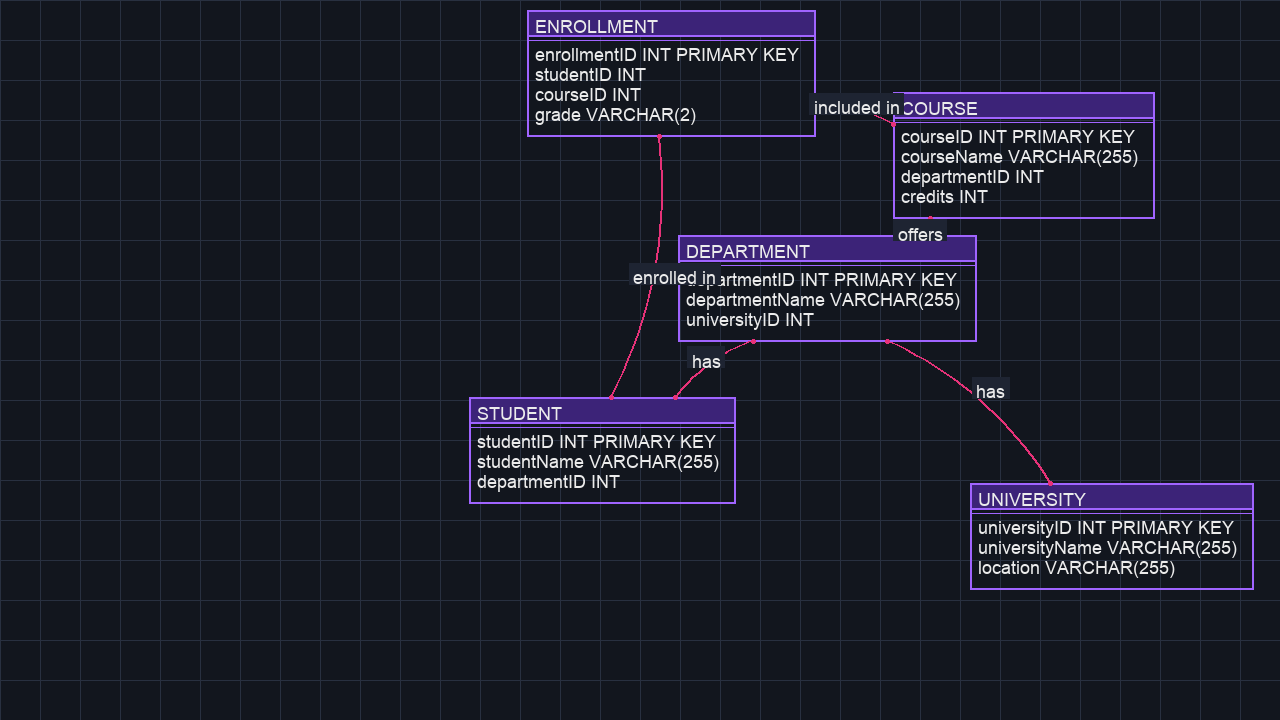 ENROLLMENT
enrollmentID INT PRIMARY KEY
studentID INT
courseID INT
grade VARCHAR(2)
included in
COURSE
courseID INT PRIMARY KEY
courseName VARCHAR(255)
departmentID INT
credits INT
offers
DEPARTMENT
departmentID INT PRIMARY KEY
departmentName VARCHAR(255)
universityID INT
enrolled in
has
has
STUDENT
studentID INT PRIMARY KEY
studentName VARCHAR(255)
departmentID INT
UNIVERSITY
universityID INT PRIMARY KEY
universityName VARCHAR(255)
location VARCHAR(255)